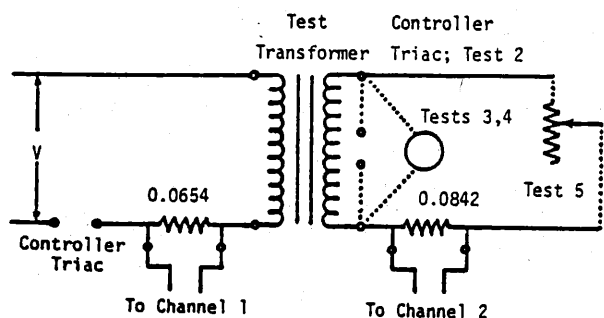 Test
Transformer
Controller
Triac; Test 2
Tests 3,4
V
0.0654
Test 5
0.0842
Controller
Triac
To Channel 1
To Channel 2